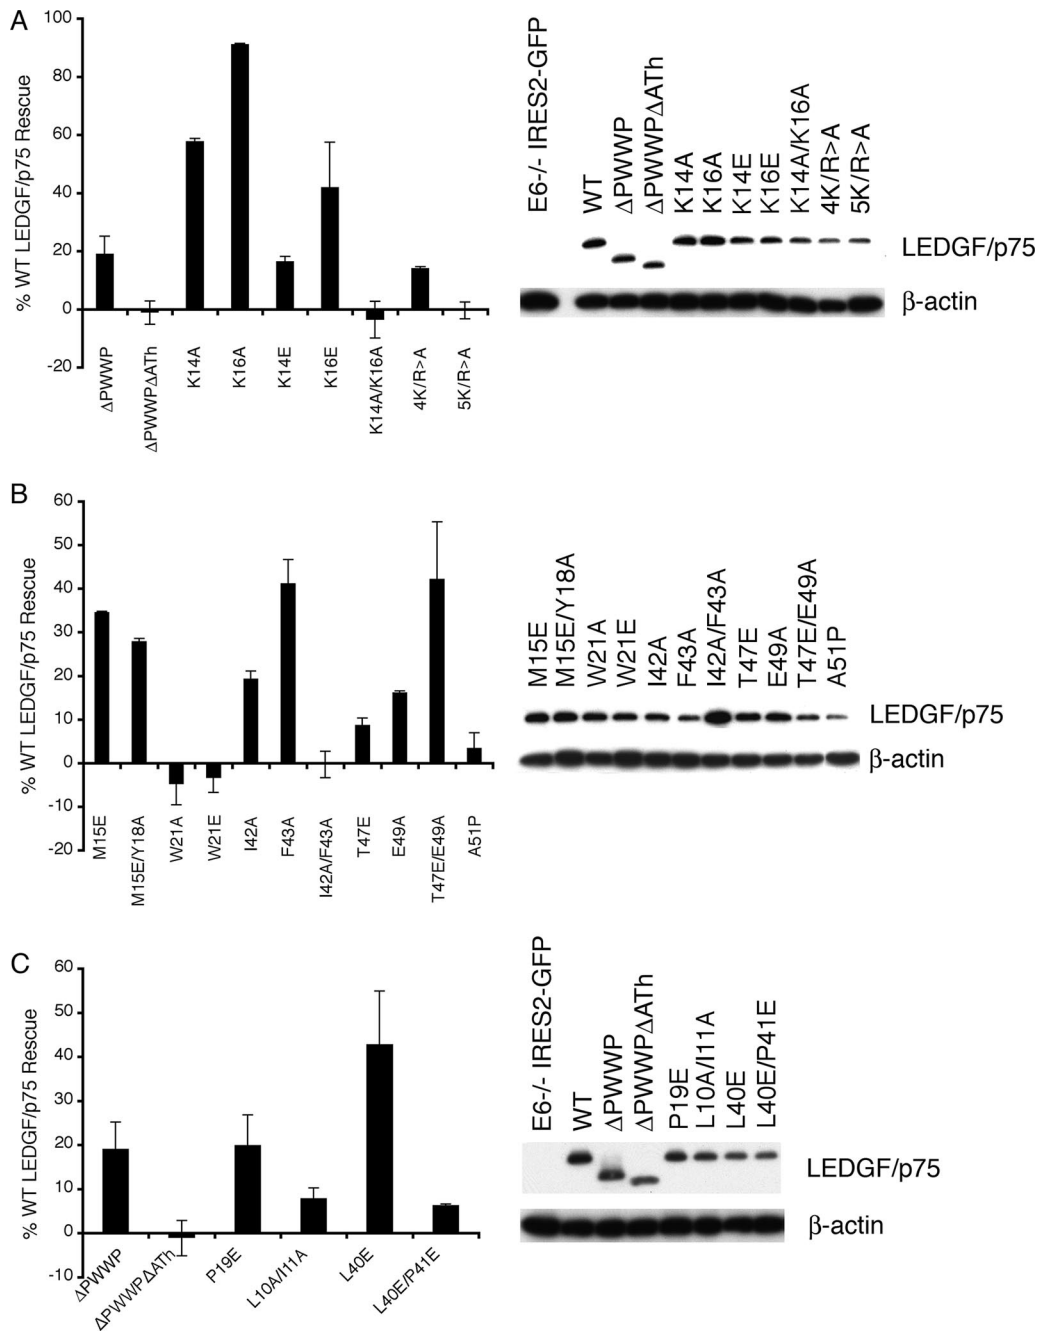 A
% WT LEDGF/p75 Rescue
100
80
60
40
20
0
-20
ΔPWWP
ΔPWWPΔATh
K14A
K16A
K14E
K16E
K14A/K16A
4K/R>A
5K/R>A
E6-/- IRES2-GFP
WT
ΔPWWP
ΔPWWPΔATh
K14A
K16A
K14E
K16E
K14A/K16A
4K/R>A
5K/R>A
LEDGF/p75
β-actin
B
% WT LEDGF/p75 Rescue
60
50
40
30
20
10
0
-10
-20
M15E
M15E/Y18A
W21A
W21E
I42A
F43A
I42A/F43A
T47E
E49A
T47E/E49A
A51P
M15E
M15E/Y18A
W21A
W21E
I42A
F43A
I42A/F43A
T47E
E49A
T47E/E49A
A51P
LEDGF/p75
β-actin
C
% WT LEDGF/p75 Rescue
60
50
40
30
20
10
0
-10
ΔPWWP
ΔPWWPΔATh
P19E
L10A/I11A
L40E
L40E/P41E
E6-/- IRES2-GFP
WT
ΔPWWP
ΔPWWPΔATh
P19E
L10A/I11A
L40E
L40E/P41E
LEDGF/p75
β-actin